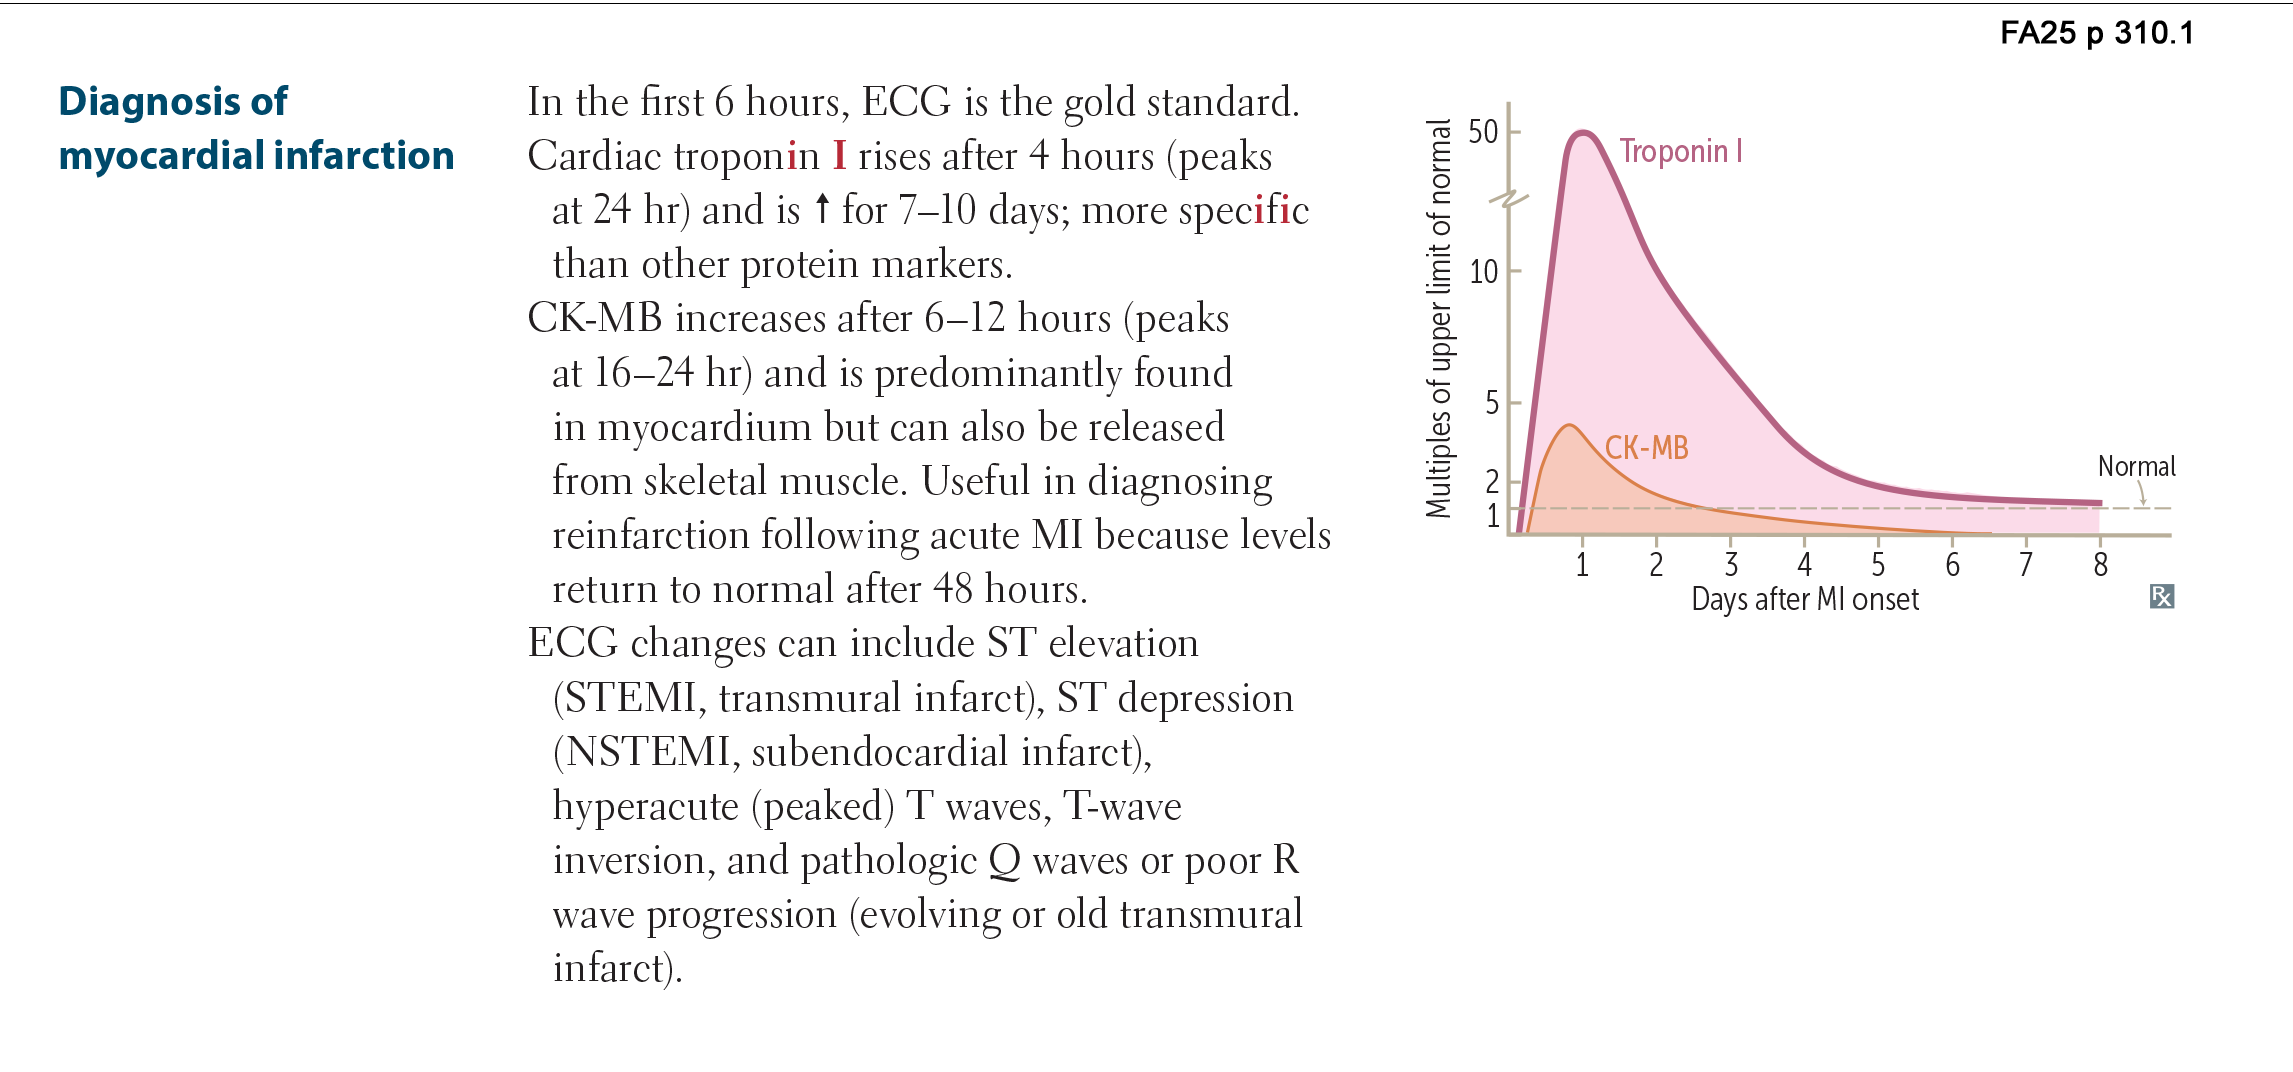 FA25 p 310.1
Diagnosis of
myocardial infarction
In the first 6 hours, ECG is the gold standard.
Cardiac troponin I rises after 4 hours (peaks
at 24 hr) and is ↑ for 7–10 days; more specific
than other protein markers.
CK-MB increases after 6–12 hours (peaks
at 16–24 hr) and is predominantly found
in myocardium but can also be released
from skeletal muscle. Useful in diagnosing
reinfarction following acute MI because levels
return to normal after 48 hours.
ECG changes can include ST elevation
(STEMI, transmural infarct), ST depression
(NSTEMI, subendocardial infarct),
hyperacute (peaked) T waves, T-wave
inversion, and pathologic Q waves or poor R
wave progression (evolving or old transmural
infarct).
Multiples of upper limit of normal
50
10
5
2
1
Troponin I
CK-MB
Normal
1 2 3 4 5 6 7 8
Days after MI onset
Rx